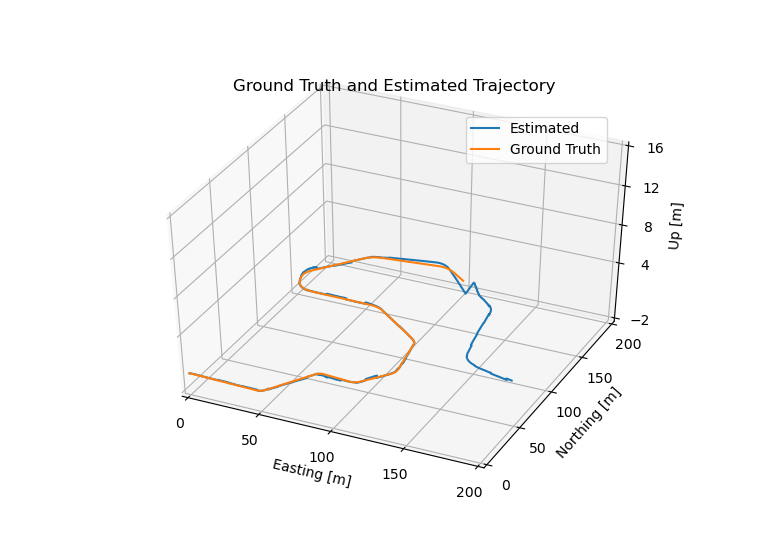 Ground Truth and Estimated Trajectory
Estimated
Ground Truth
16
12
8
4
−2
Up [m]
200
150
100
50
0
Northing [m]
0
50
100
150
200
Easting [m]